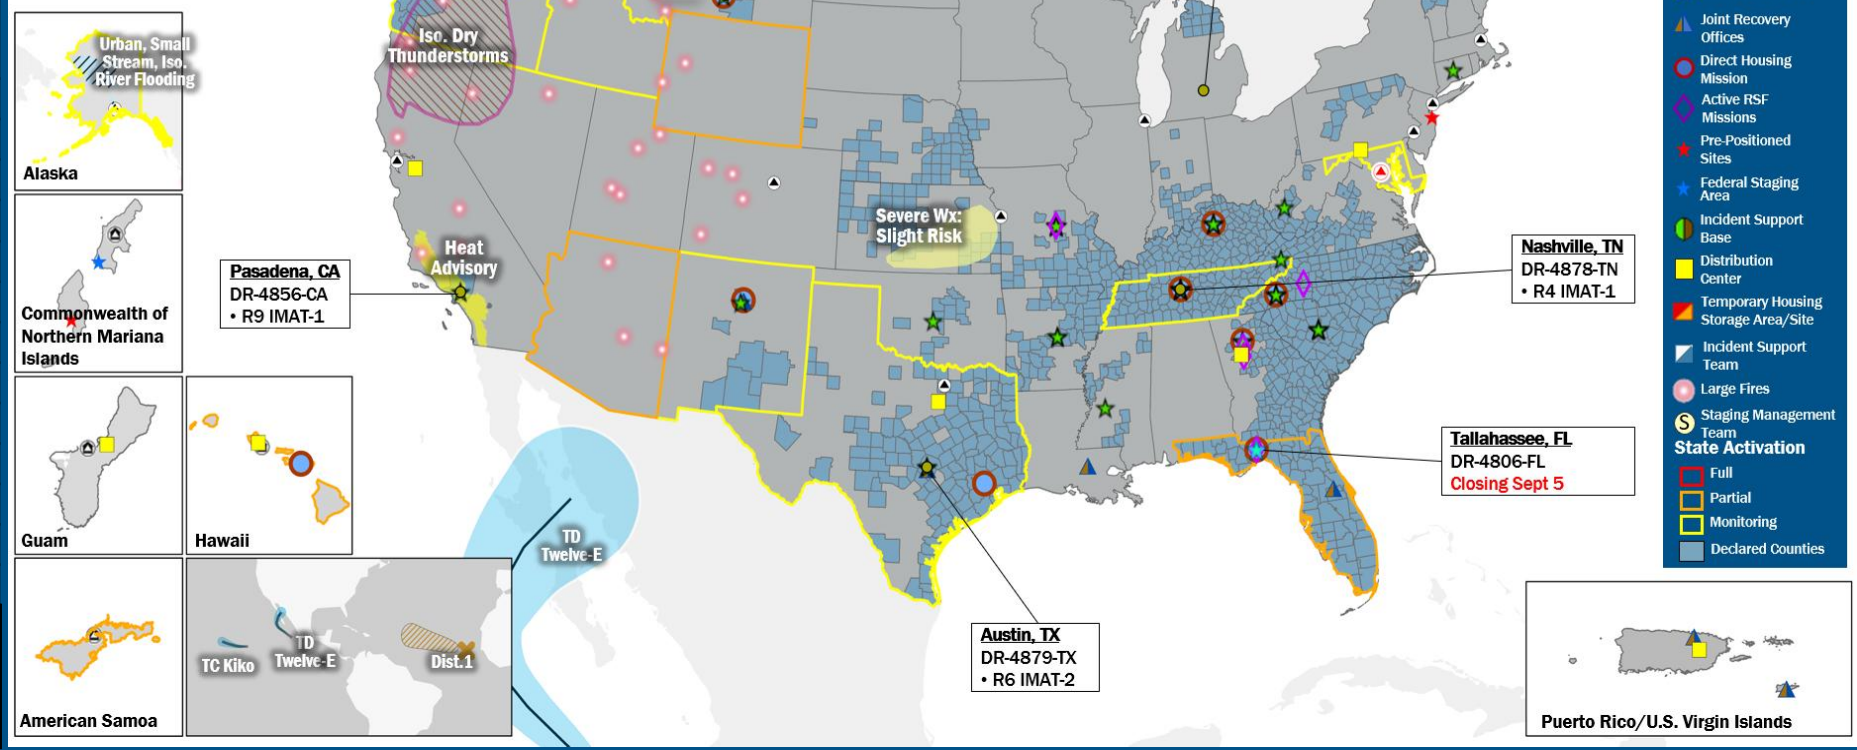 Urban, Small
Stream, Iso.
River Flooding
Alaska
Commonwealth of
Northern Mariana
Islands
Guam
Hawaii
American Samoa
TC Kiko
TD
Twelve-E
Dist.1
Iso. Dry
Thunderstorms
Heat
Advisory
Pasadena, CA
DR-4856-CA
• R9 IMAT-1
Severe Wx:
Slight Risk
TD
Twelve-E
Nashville, TN
DR-4878-TN
• R4 IMAT-1
Tallahassee, FL
DR-4806-FL
Closing Sept 5
Austin, TX
DR-4879-TX
• R6 IMAT-2
Puerto Rico/U.S. Virgin Islands
Joint Recovery
Offices
Direct Housing
Mission
Active RSF
Missions
Pre-Positioned
Sites
Federal Staging
Area
Incident Support
Base
Distribution
Center
Temporary Housing
Storage Area/Site
Incident Support
Team
Large Fires
S
Staging Management
Team
State Activation
Full
Partial
Monitoring
Declared Counties